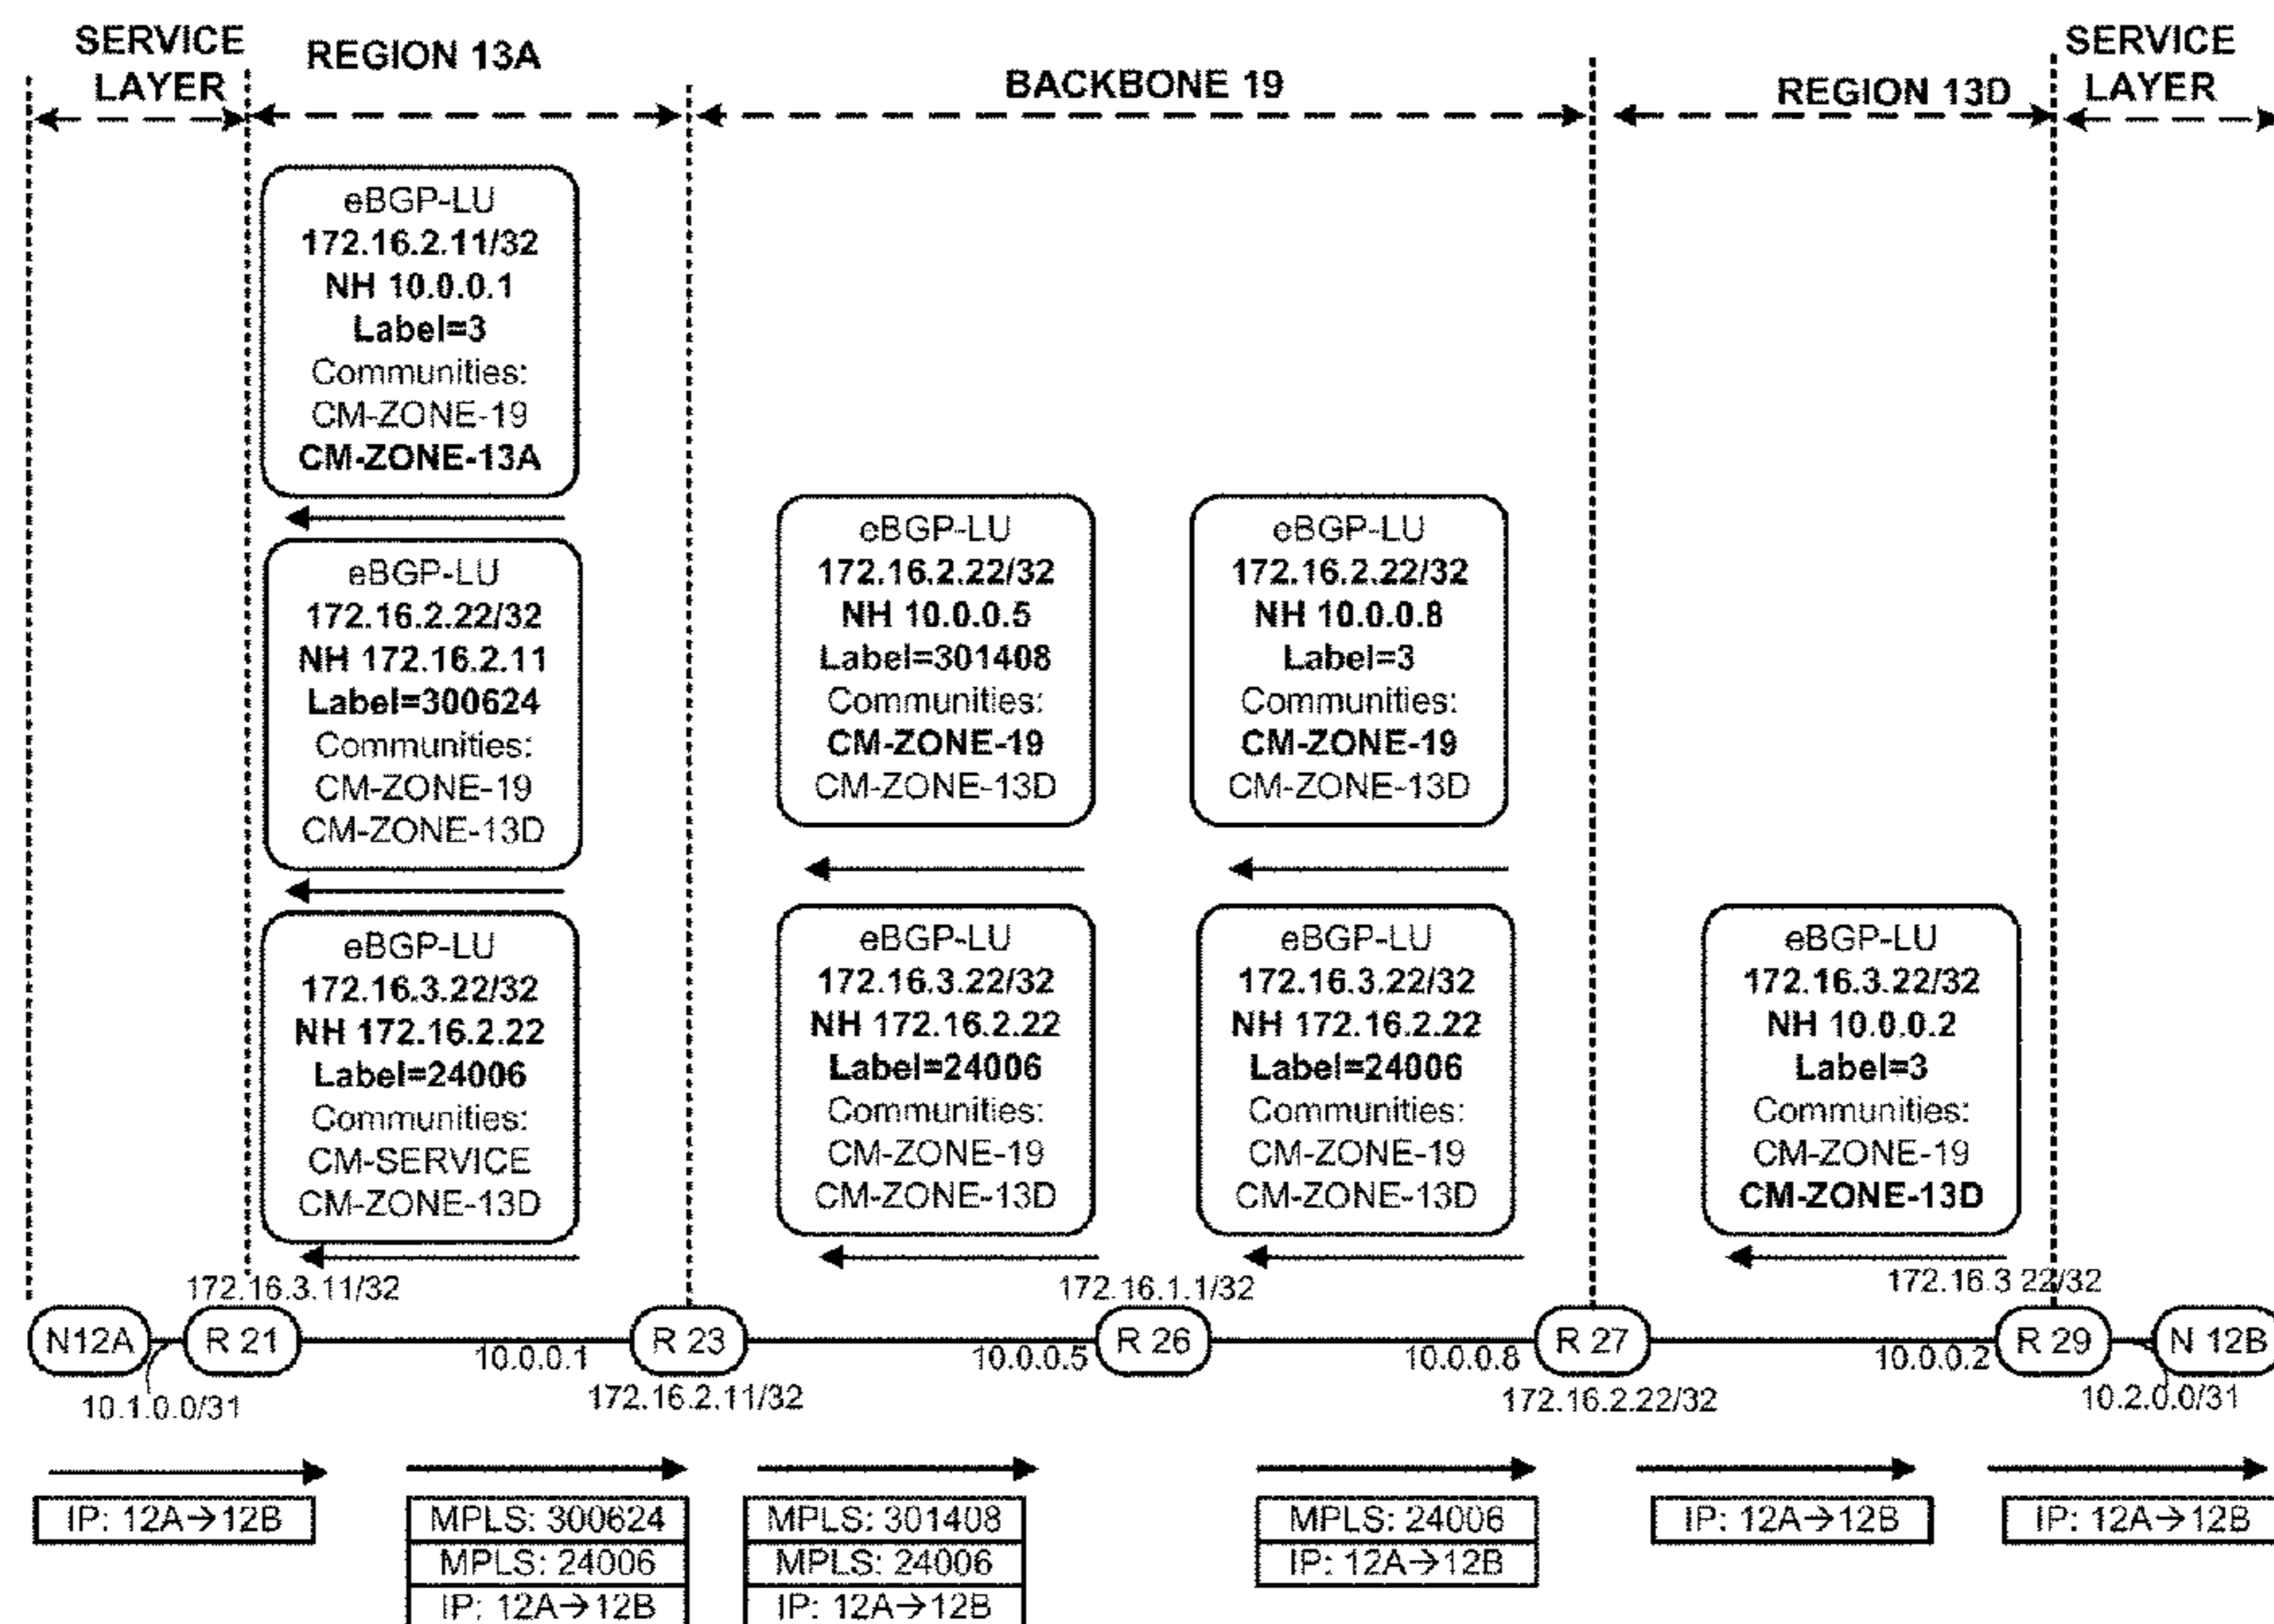 SERVICE
LAYER
REGION 13A
BACKBONE 19
REGION 13D
SERVICE
LAYER
eBGP-LU
172.16.2.11/32
NH 10.0.0.1
Label=3
Communities:
CM-ZONE-19
CM-ZONE-13A
eBGP-LU
172.16.2.22/32
NH 172.16.2.11
Label=300624
Communities:
CM-ZONE-19
CM-ZONE-13D
eBGP-LU
172.16.3.22/32
NH 172.16.2.22
Label=24006
Communities:
CM-SERVICE
CM-ZONE-13D
eBGP-LU
172.16.2.22/32
NH 10.0.0.5
Label=301408
Communities:
CM-ZONE-19
CM-ZONE-13D
eBGP-LU
172.16.3.22/32
NH 172.16.2.22
Label=24006
Communities:
CM-ZONE-19
CM-ZONE-13D
eBGP-LU
172.16.2.22/32
NH 10.0.0.8
Label=3
Communities:
CM-ZONE-19
CM-ZONE-13D
eBGP-LU
172.16.3.22/32
NH 172.16.2.22
Label=24006
Communities:
CM-ZONE-19
CM-ZONE-13D
eBGP-LU
172.16.3.22/32
NH 10.0.0.2
Label=3
Communities:
CM-ZONE-19
CM-ZONE-13D
172.16.3.11/32
172.16.1.1/32
172.16.3 22/32
N12A
R 21
10.0.0.1
R 23
10.0.0.5
R 26
10.0.0.8
R 27
10.0.0.2
R 29
N 12B
10.1.0.0/31
172.16.2.11/32
172.16.2.22/32
10.2.0.0/31
IP: 12A→12B
MPLS: 300624
MPLS: 24006
IP: 12A→12B
MPLS: 301408
MPLS: 24006
IP: 12A→12B
MPLS: 24006
IP: 12A→12B
IP: 12A→12B
IP: 12A→12B